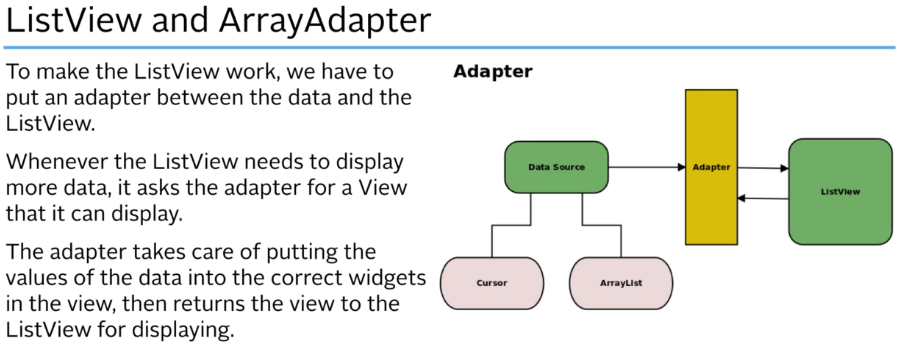 ListView and ArrayAdapter
To make the ListView work, we have to
put an adapter between the data and the
ListView.
Whenever the ListView needs to display
more data, it asks the adapter for a View
that it can display.
The adapter takes care of putting the
values of the data into the correct widgets
in the view, then returns the view to the
ListView for displaying.
Adapter
Data Source
Adapter
ListView
Cursor
ArrayList